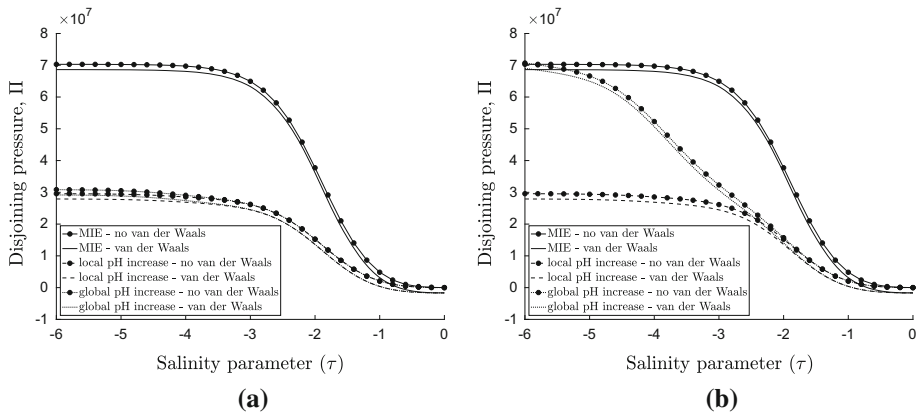 ×10⁷
8
7
6
5
4
3
2
1
0
-1
Disjoining pressure, Π
MIE - no van der Waals
MIE - van der Waals
local pH increase - no van der Waals
local pH increase - van der Waals
global pH increase - no van der Waals
global pH increase - van der Waals
-6 -5 -4 -3 -2 -1 0
Salinity parameter (τ)
(a)
×10⁷
8
7
6
5
4
3
2
1
0
-1
Disjoining pressure, Π
MIE - no van der Waals
MIE - van der Waals
local pH increase - no van der Waals
local pH increase - van der Waals
global pH increase - no van der Waals
global pH increase - van der Waals
-6 -5 -4 -3 -2 -1 0
Salinity parameter (τ)
(b)